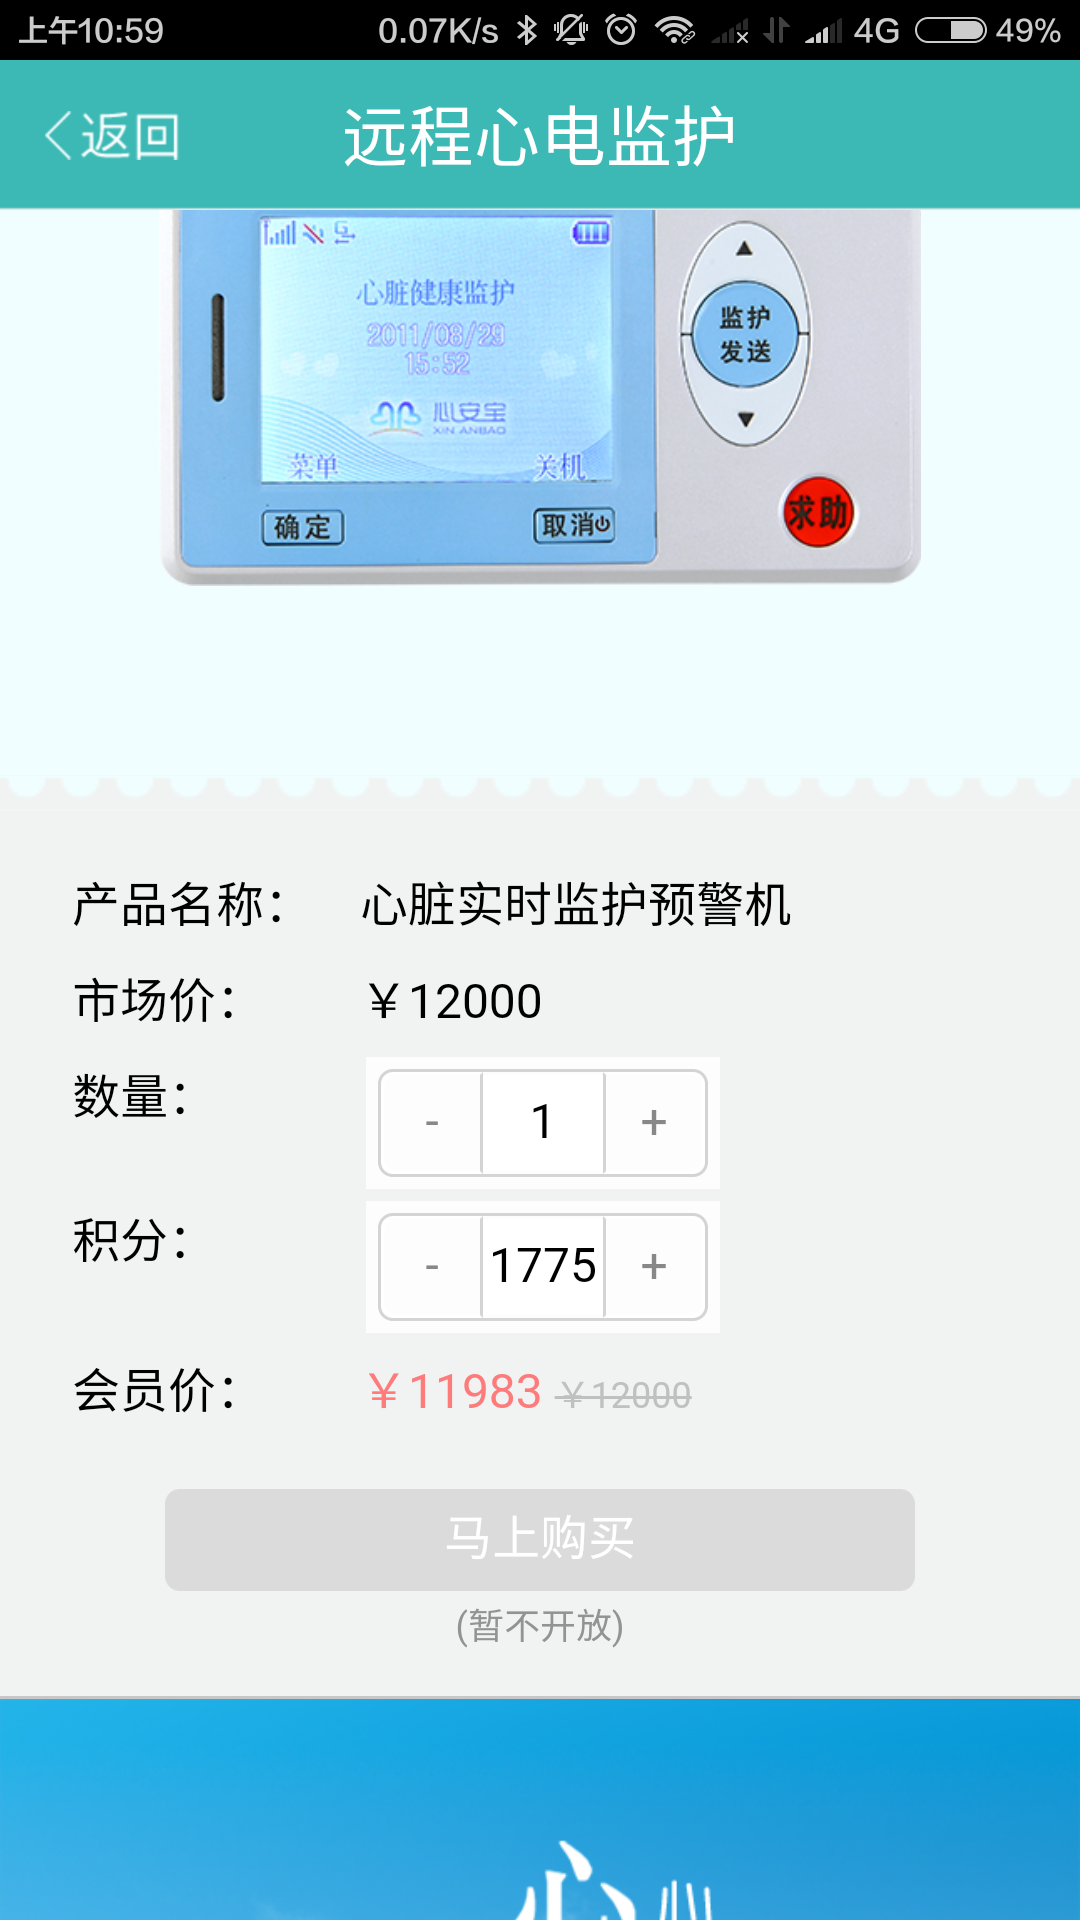 上午10:59
0.07K/s 4G 49%
返回
远程心电监护
心脏健康监护
2011/08/29
15:52
心安宝
XIN ANBAO
菜单 关机
确定 取消
监护
发送
求助
产品名称： 心脏实时监护预警机
市场价： ￥12000
数量： - 1 +
积分： - 1775 +
会员价： ￥11983 ￥12000
马上购买
(暂不开放)
心